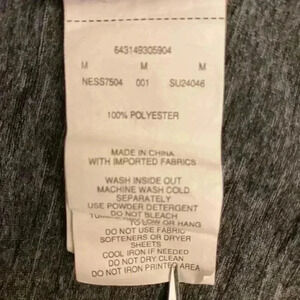 643149305904
M M M
NESS7504 001 SU24046
100% POLYESTER
MADE IN CHINA
WITH IMPORTED FABRICS
WASH INSIDE OUT
MACHINE WASH COLD
SEPARATELY
USE POWDER DETERGENT
DO NOT BLEACH
TO LOW OR HANG
DO NOT USE FABRIC
SOFTENERS OR DRYER
SHEETS
COOL IRON IF NEEDED
DO NOT DRY CLEAN
DO NOT IRON PRINTED AREA